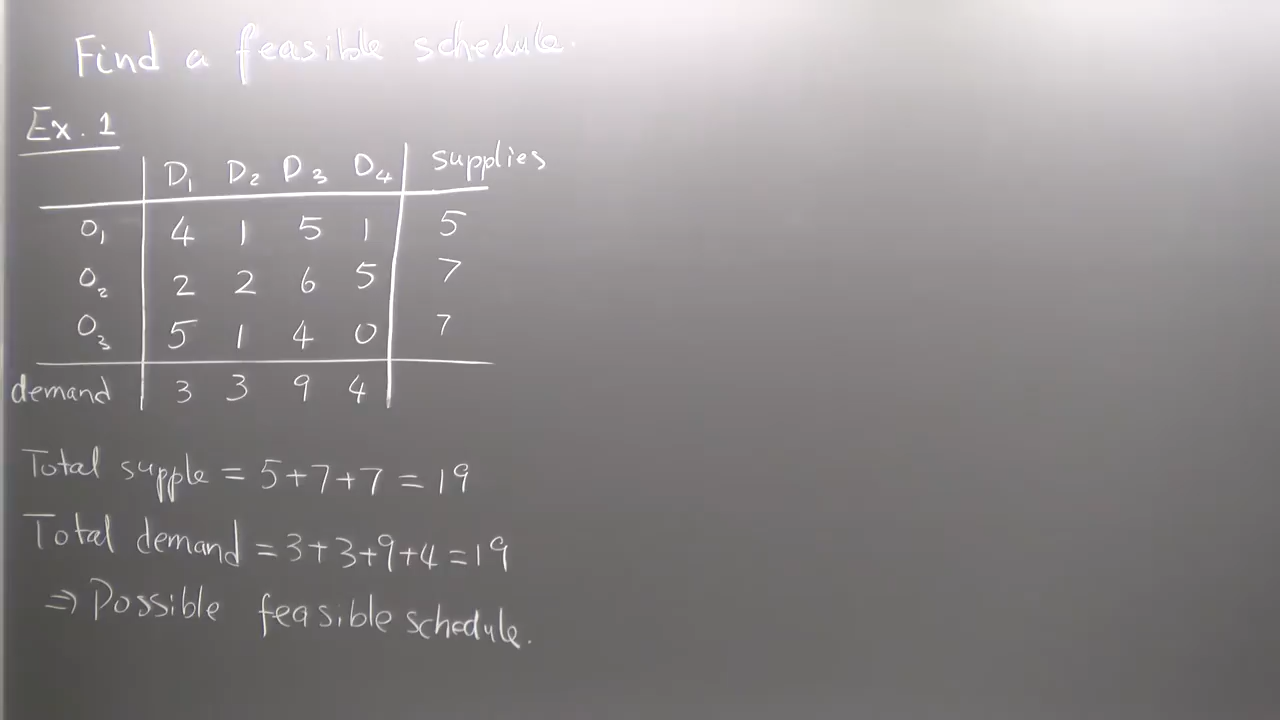 Find a feasible schedule.
Ex. 1
D1 D2 D3 D4 supplies
O1 4 1 5 1 5
O2 2 2 6 5 7
O3 5 1 4 0 7
demand 3 3 9 4
Total supple = 5+7+7 = 19
Total demand = 3+3+9+4 = 19
⇒ Possible feasible schedule.